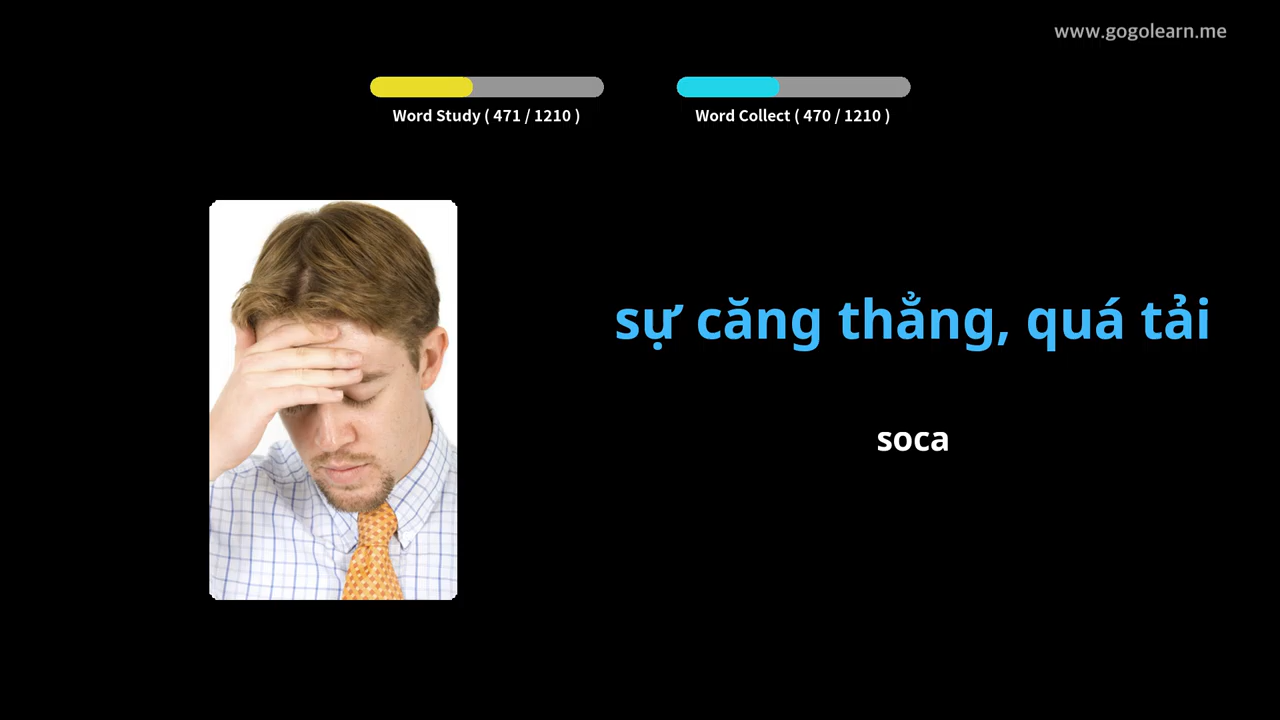 www.gogolearn.me
Word Study ( 471 / 1210 )
Word Collect ( 470 / 1210 )
sự căng thẳng, quá tải
soca